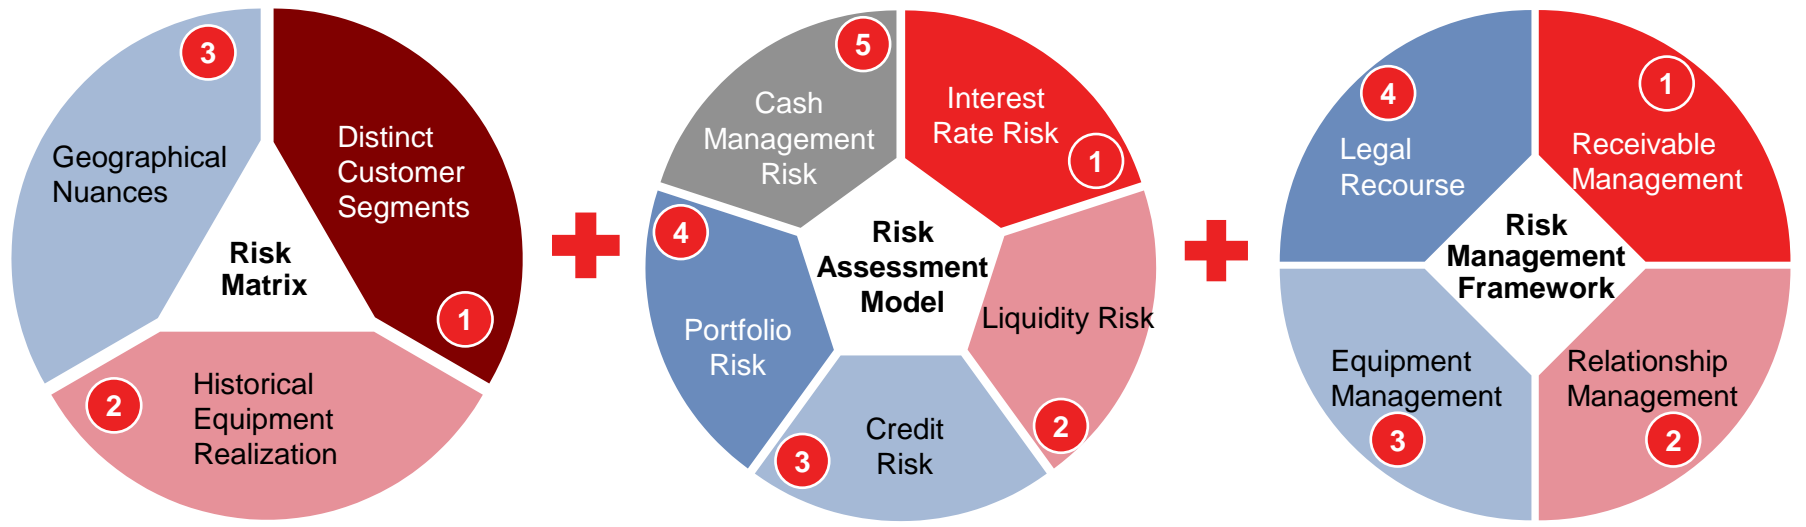 3
Geographical
Nuances
Distinct
Customer
Segments
1
Risk
Matrix
2
Historical
Equipment
Realization
5
Cash
Management
Risk
Interest
Rate Risk
1
4
Portfolio
Risk
Risk
Assessment
Model
Liquidity Risk
2
Credit
Risk
3
4
Legal
Recourse
1
Receivable
Management
Risk
Management
Framework
Equipment
Management
3
Relationship
Management
2